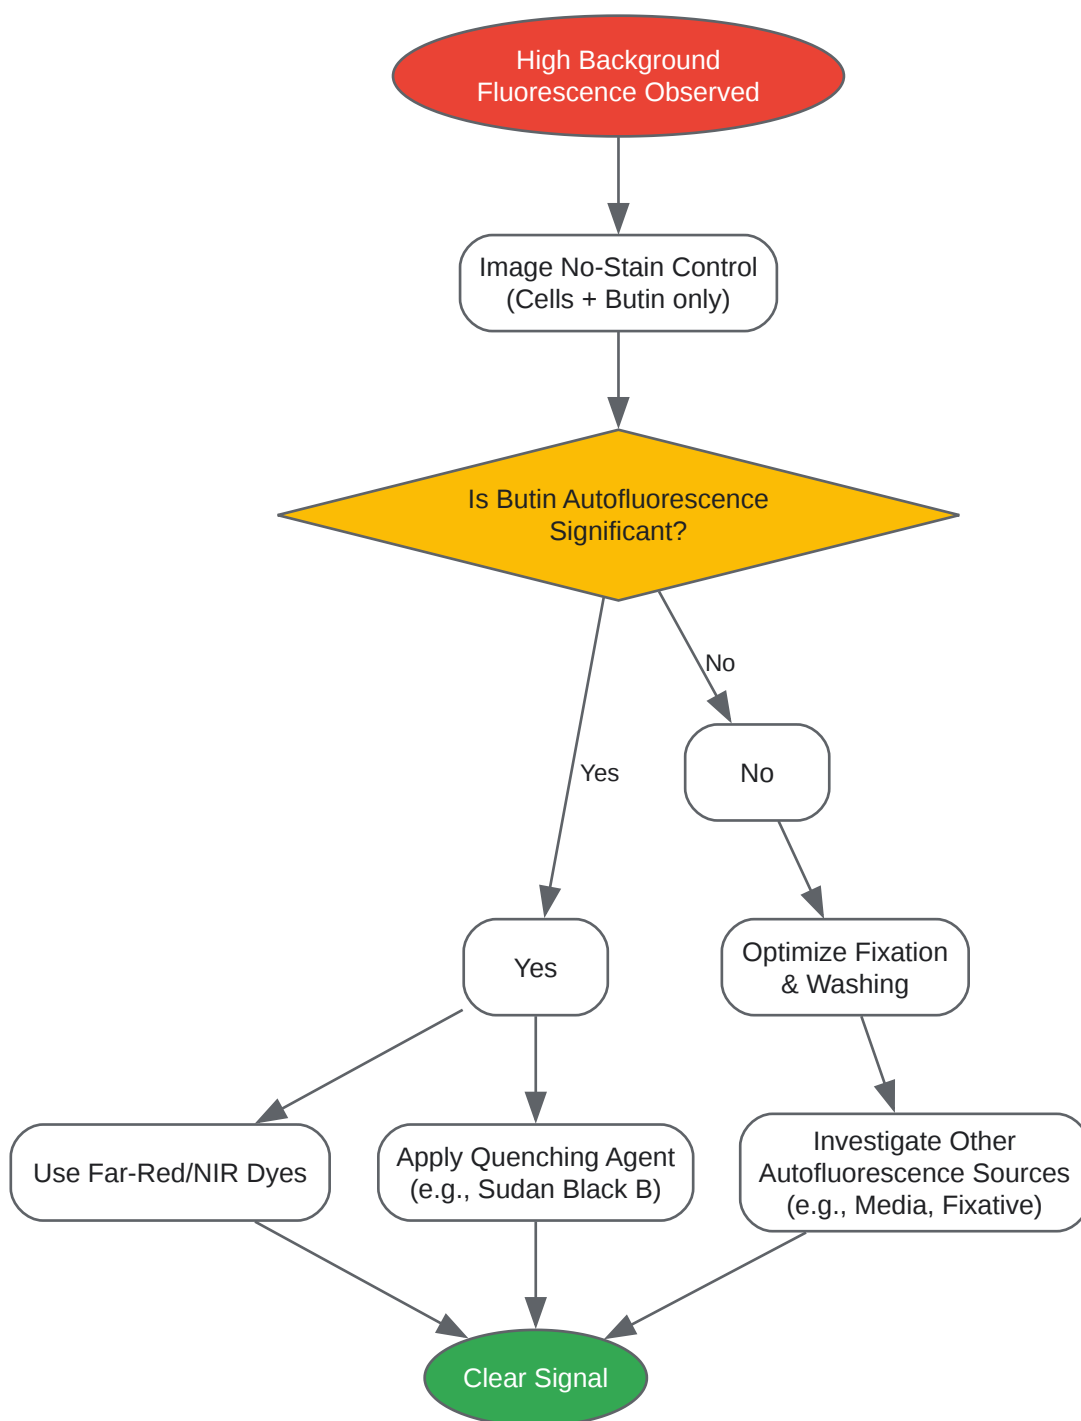 High Background
Fluorescence Observed
Image No-Stain Control
(Cells + Butin only)
Is Butin Autofluorescence
Significant?
No
Yes
No
Yes
Optimize Fixation
& Washing
Use Far-Red/NIR Dyes
Apply Quenching Agent
(e.g., Sudan Black B)
Investigate Other
Autofluorescence Sources
(e.g., Media, Fixative)
Clear Signal